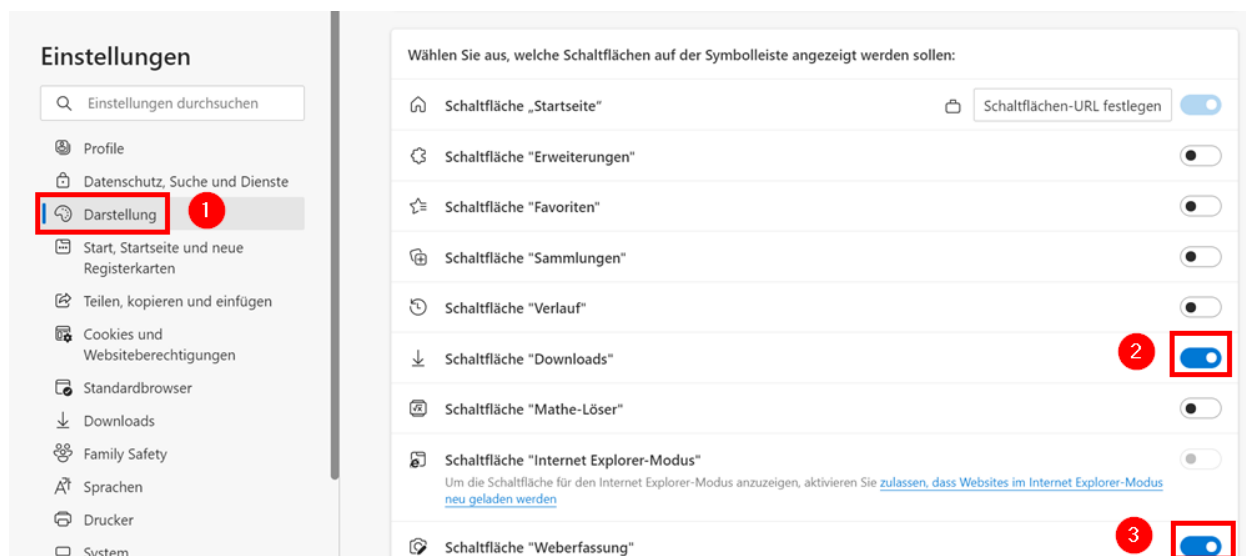 Einstellungen
Einstellungen durchsuchen
Profile
Datenschutz, Suche und Dienste
Darstellung
1
Start, Startseite und neue
Registerkarten
Teilen, kopieren und einfügen
Cookies und
Websiteberechtigungen
Standardbrowser
Downloads
Family Safety
Sprachen
Drucker
System
Wählen Sie aus, welche Schaltflächen auf der Symbolleiste angezeigt werden sollen:
Schaltfläche „Startseite"
Schaltflächen-URL festlegen
Schaltfläche "Erweiterungen"
Schaltfläche "Favoriten"
Schaltfläche "Sammlungen"
Schaltfläche "Verlauf"
Schaltfläche "Downloads"
2
Schaltfläche "Mathe-Löser"
Schaltfläche "Internet Explorer-Modus"
Um die Schaltfläche für den Internet Explorer-Modus anzuzeigen, aktivieren Sie zulassen, dass Websites im Internet Explorer-Modus
neu geladen werden
Schaltfläche "Weberfassung"
3